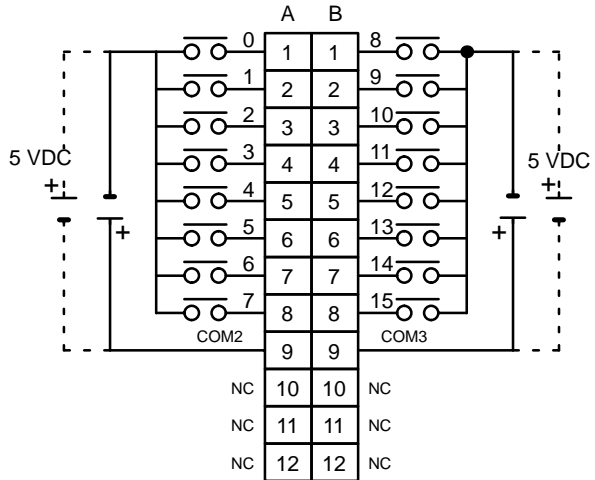 A B
0 1 1 8
1 2 2 9
2 3 3 10
3 4 4 11
5 VDC 5 VDC
+ 4 5 5 12 +
+ 5 6 6 13 +
6 7 7 14
7 8 8 15
COM2 9 9 COM3
NC 10 10 NC
NC 11 11 NC
NC 12 12 NC